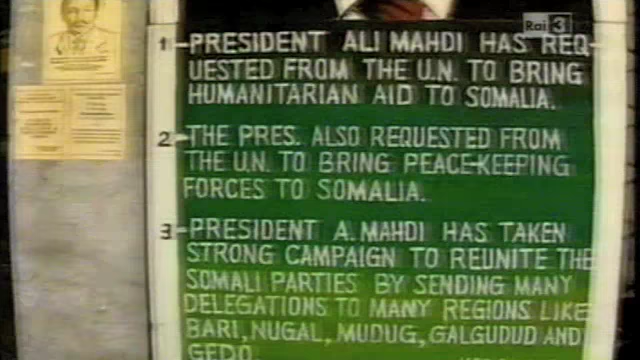 Rai 3
1-PRESIDENT ALI MAHDI HAS REQ-
UESTED FROM THE U.N. TO BRING
HUMANITARIAN AID TO SOMALIA.
2-THE PRES. ALSO REQUESTED FROM
THE U.N. TO BRING PEACE-KEEPING
FORCES TO SOMALIA.
3-PRESIDENT A. MAHDI HAS TAKEN
STRONG CAMPAIGN TO REUNITE THE
SOMALI PARTIES BY SENDING MANY
DELEGATIONS TO MANY REGIONS LIKE
BARI, NUGAL, MUDUG, GALGUDUD AND
GEDO.